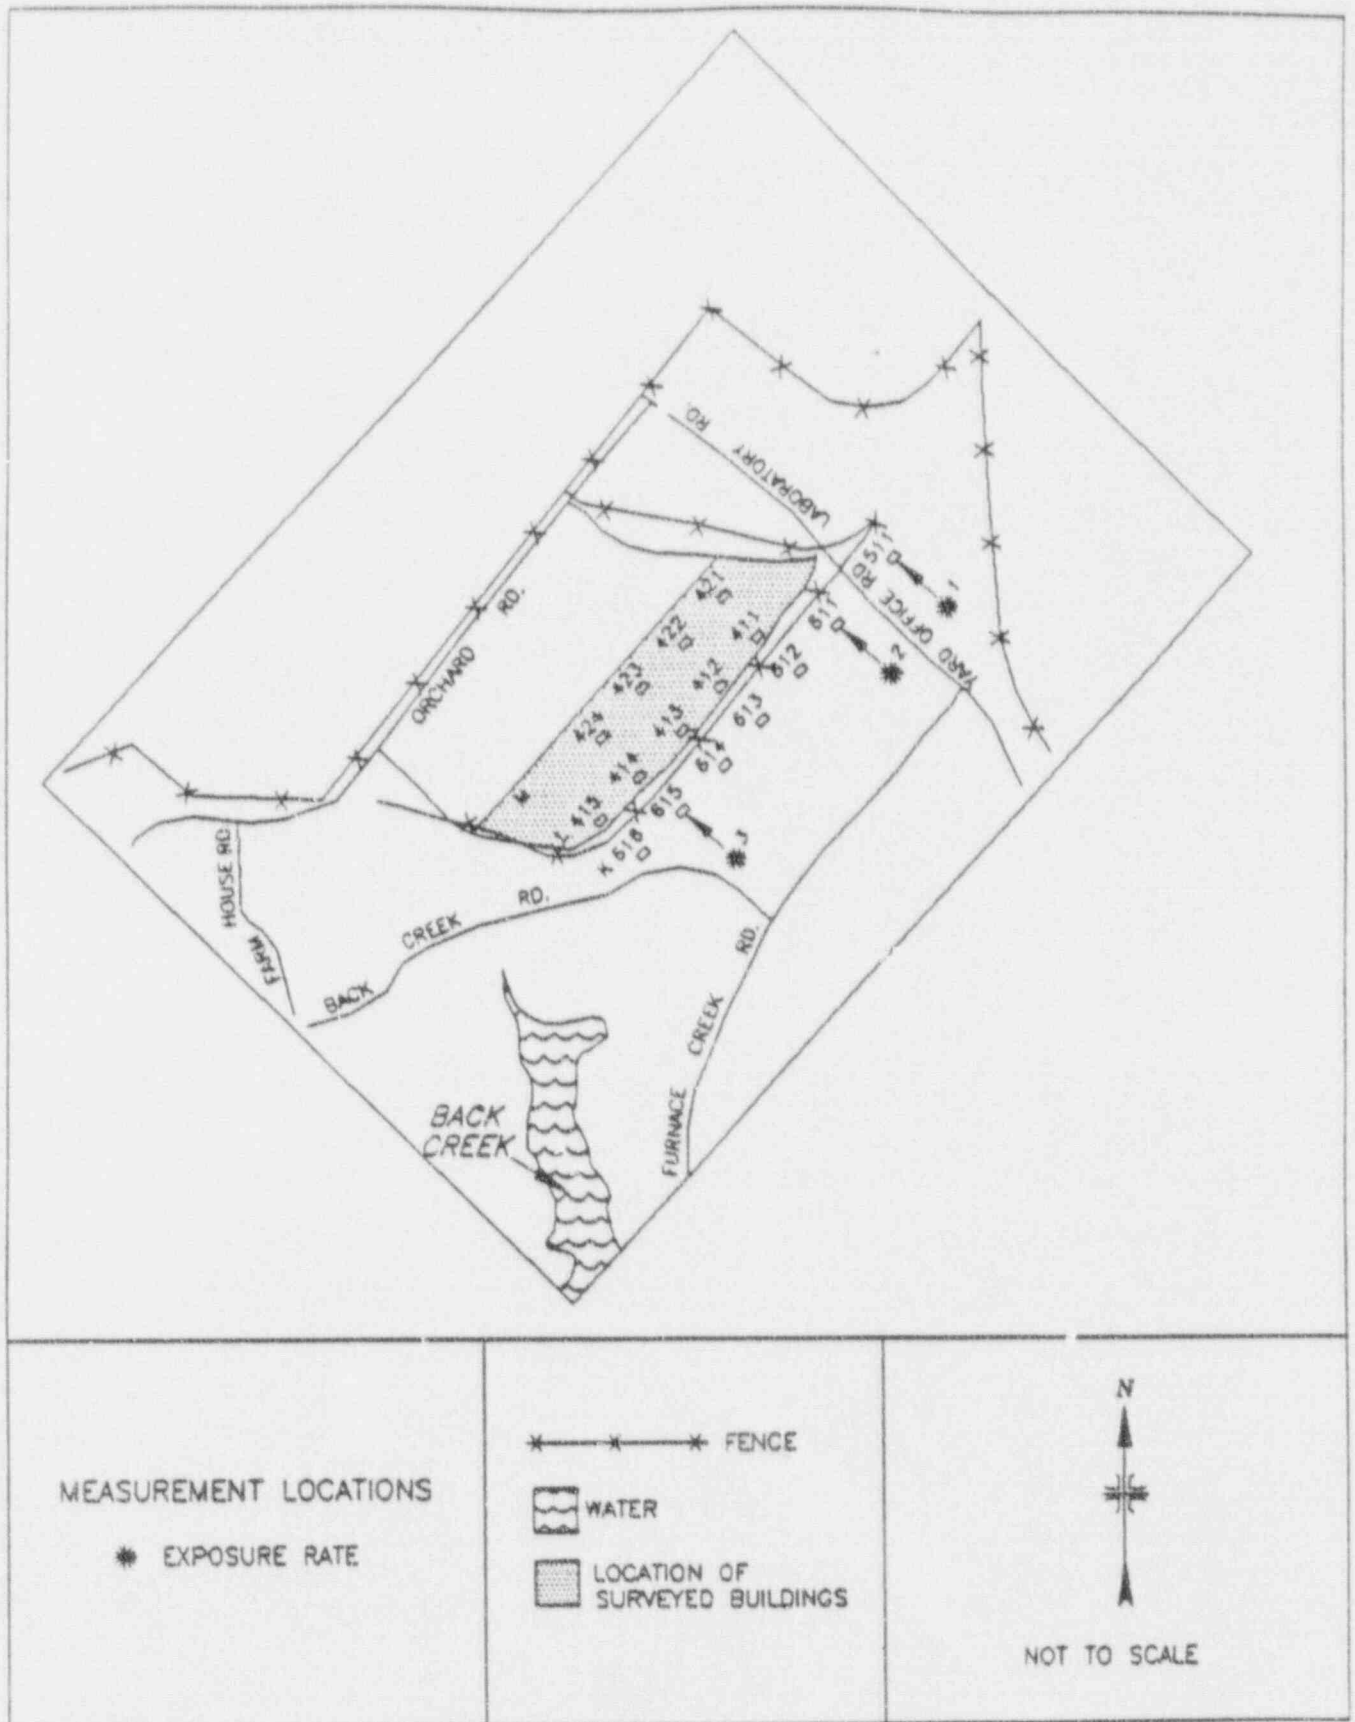 RD.
LABORATORY
511
1
YARD OFFICE RD.
611
2
421
411
612
422
412
613
423
413
614
424
414
615
3
M
415
L
616
K
ORCHARD
RD.
HOUSE RD.
FARM
BACK
CREEK
RD.
RD.
CREEK
FURNACE
BACK
CREEK
MEASUREMENT LOCATIONS
EXPOSURE RATE
FENCE
WATER
LOCATION OF
SURVEYED BUILDINGS
N
NOT TO SCALE